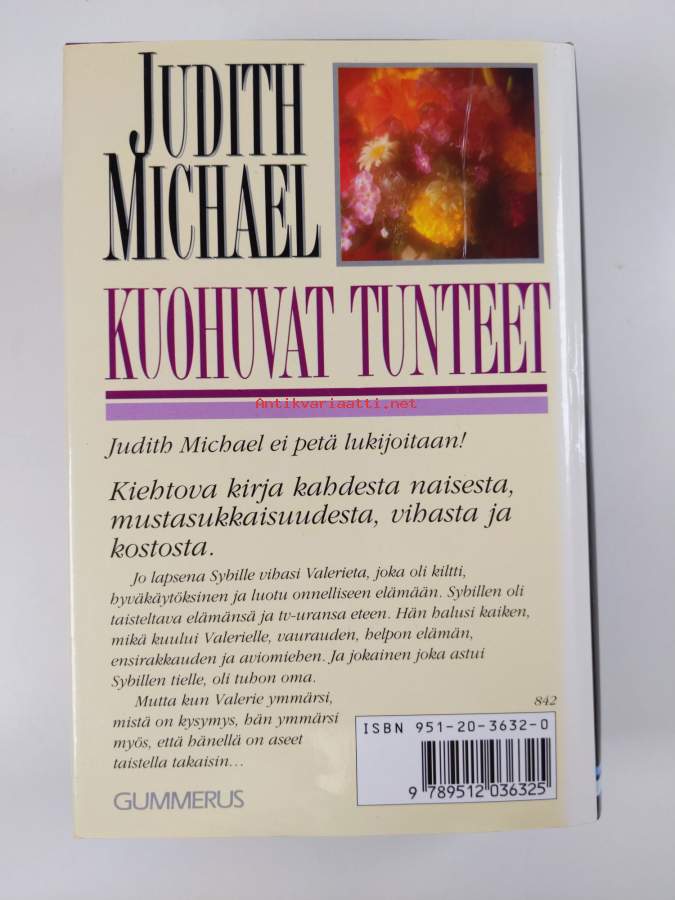 JUDITH
MICHAEL
KUOHUVAT TUNTEET
Antikvariaatti.net
Judith Michael ei petä lukijoitaan!
Kiehtova kirja kahdesta naisesta,
mustasukkaisuudesta, vihasta ja
kostosta.
Jo lapsena Sybille vihasi Valerieta, joka oli kiltti,
hyväkäytöksinen ja luotu onnelliseen elämään. Sybillen oli
taisteltava elämänsä ja tv-uransa eteen. Hän halusi kaiken,
mikä kuului Valerielle, vaurauden, helpon elämän,
ensirakkauden ja aviomiehen. Ja jokainen joka astui
Sybillen tielle, oli tuhon oma.
Mutta kun Valerie ymmärsi,
mistä on kysymys, hän ymmärsi
myös, että hänellä on aseet
taistella takaisin...
842
ISBN 951-20-3632-0
9 789512 036325
GUMMERUS